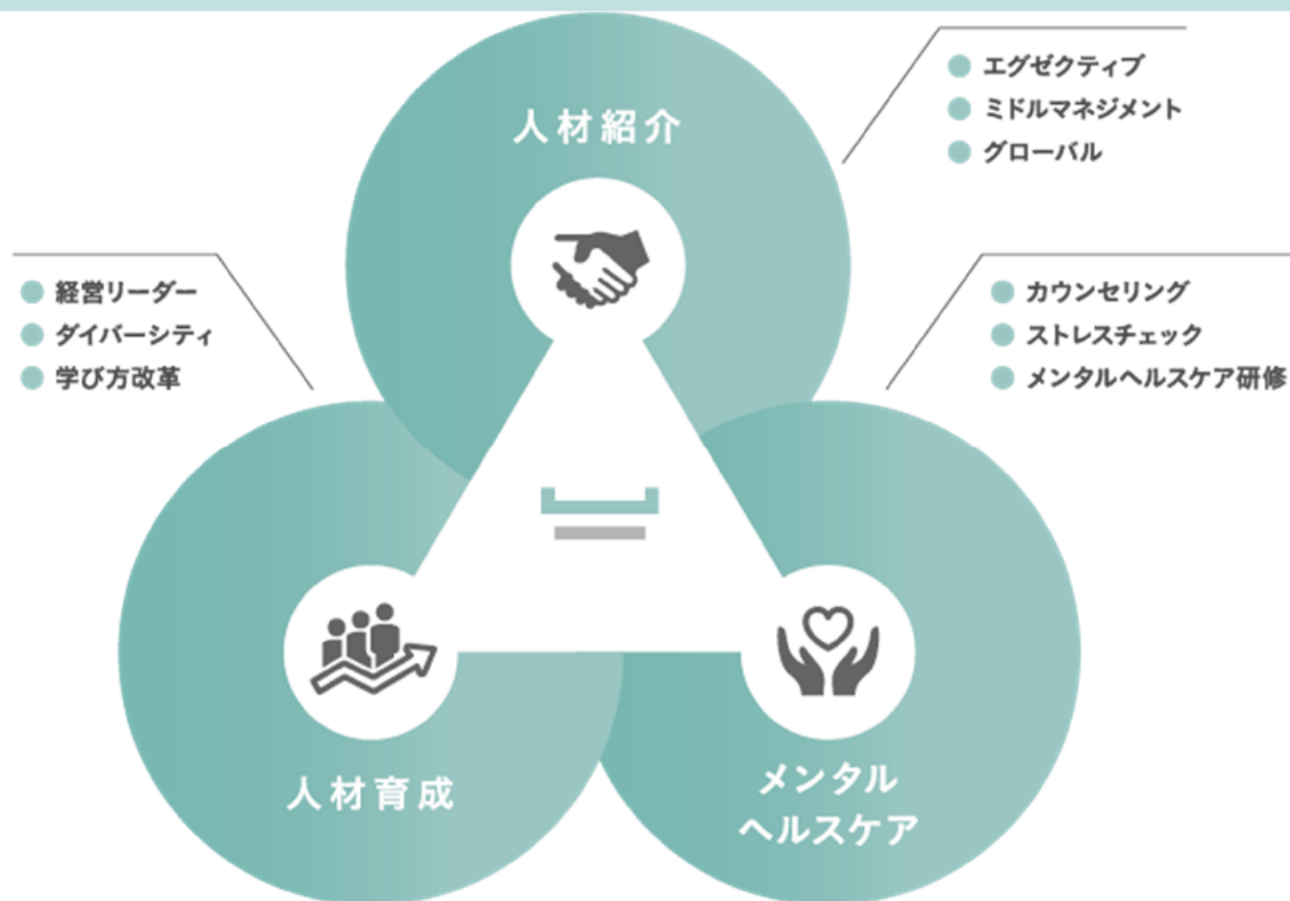 人材紹介
エグゼクティブ
ミドルマネジメント
グローバル
経営リーダー
ダイバーシティ
学び方改革
カウンセリング
ストレスチェック
メンタルヘルスケア研修
人材育成
メンタル
ヘルスケア